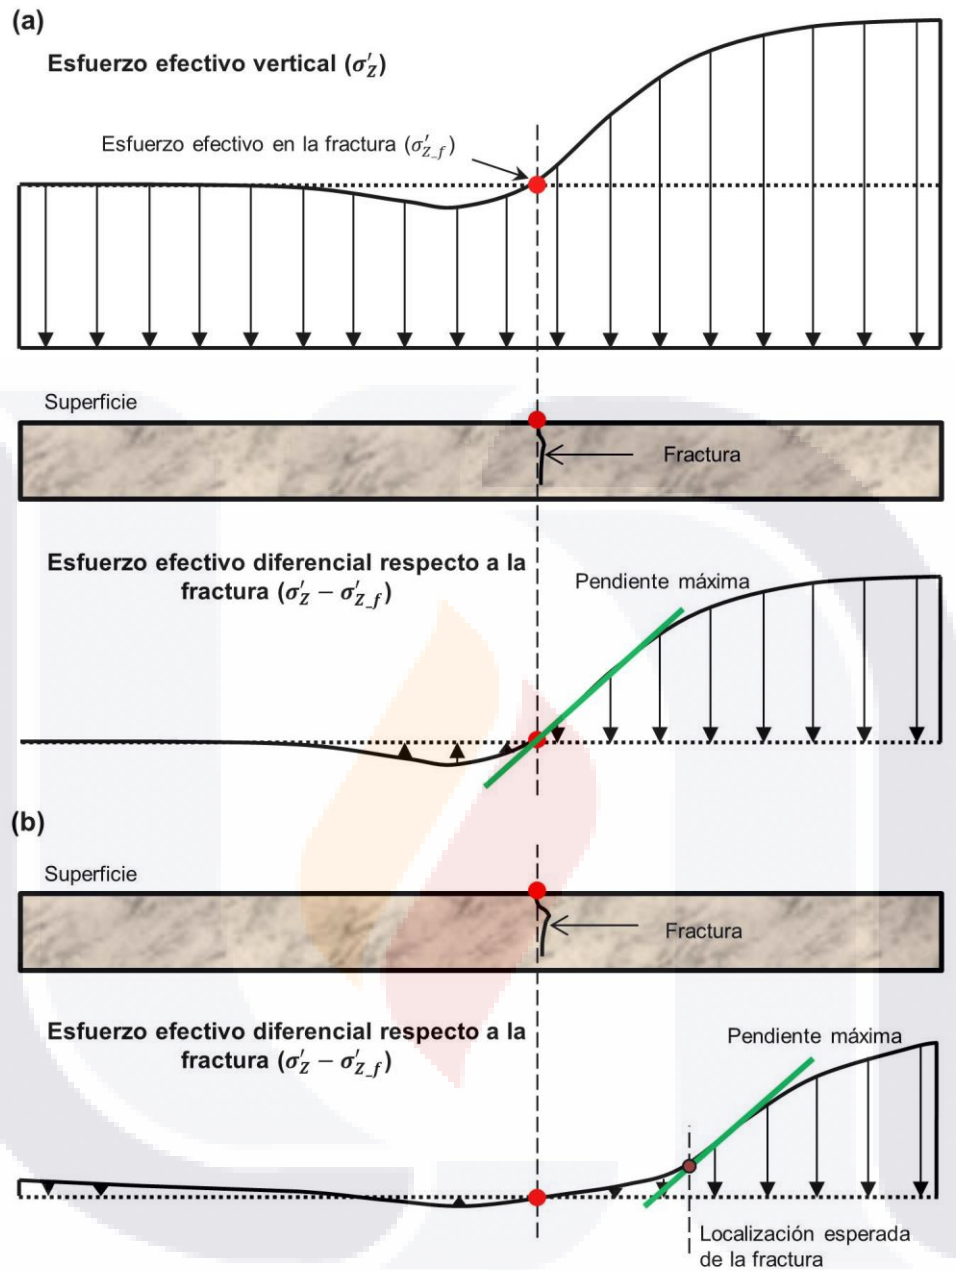 (a)
Esfuerzo efectivo vertical (σ′Z)
Esfuerzo efectivo en la fractura (σ′Z_f)
Superficie
Fractura
Esfuerzo efectivo diferencial respecto a la
fractura (σ′Z − σ′Z_f)
Pendiente máxima
(b)
Superficie
Fractura
Esfuerzo efectivo diferencial respecto a la
fractura (σ′Z − σ′Z_f)
Pendiente máxima
Localización esperada
de la fractura